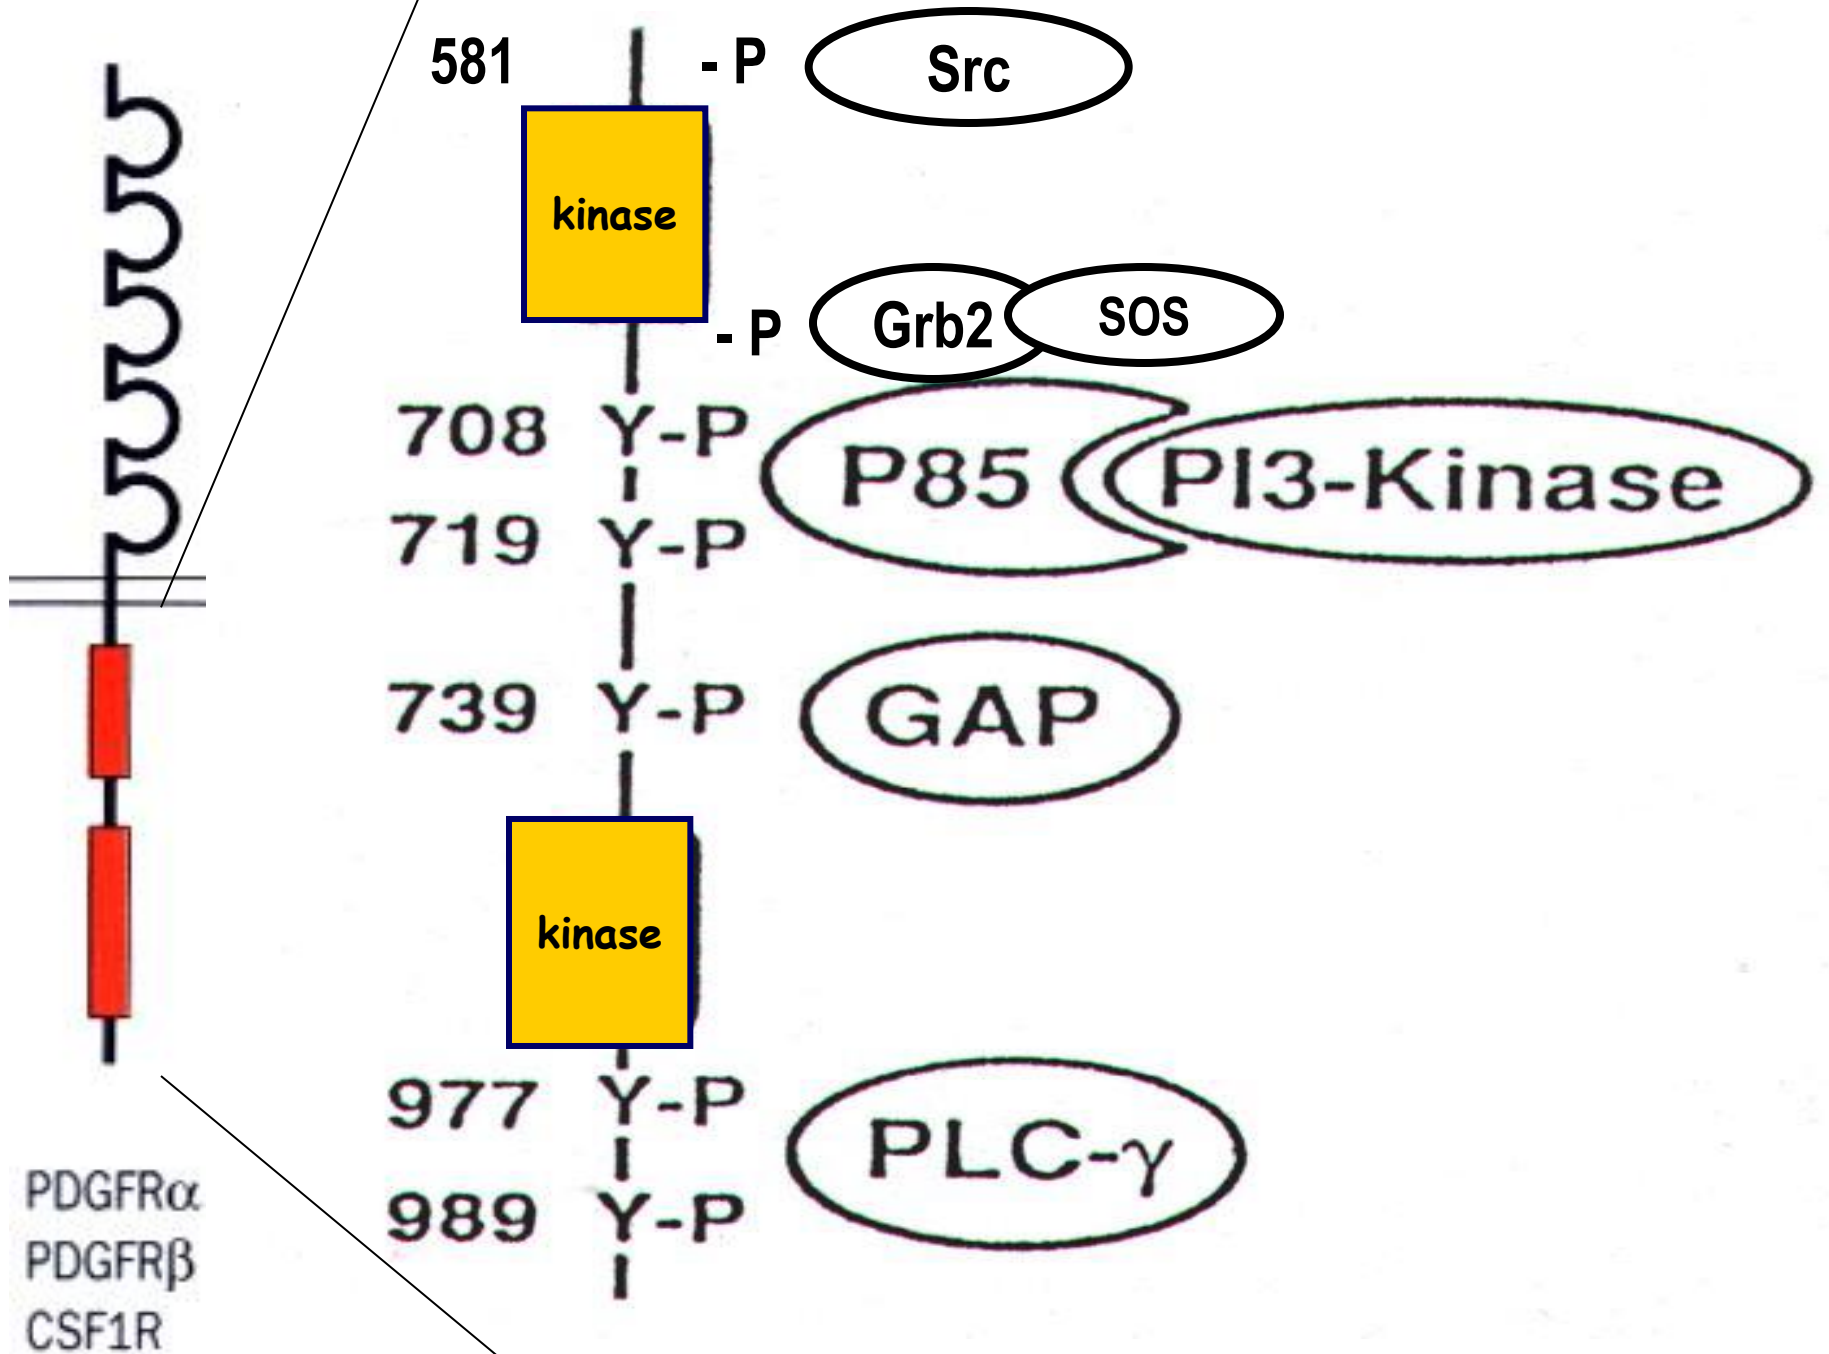 581 - P Src
kinase
- P Grb2 SOS
708 Y-P
P85 PI3-Kinase
719 Y-P
739 Y-P GAP
kinase
977 Y-P
PLC-γ
989 Y-P
PDGFRα
PDGFRβ
CSF1R